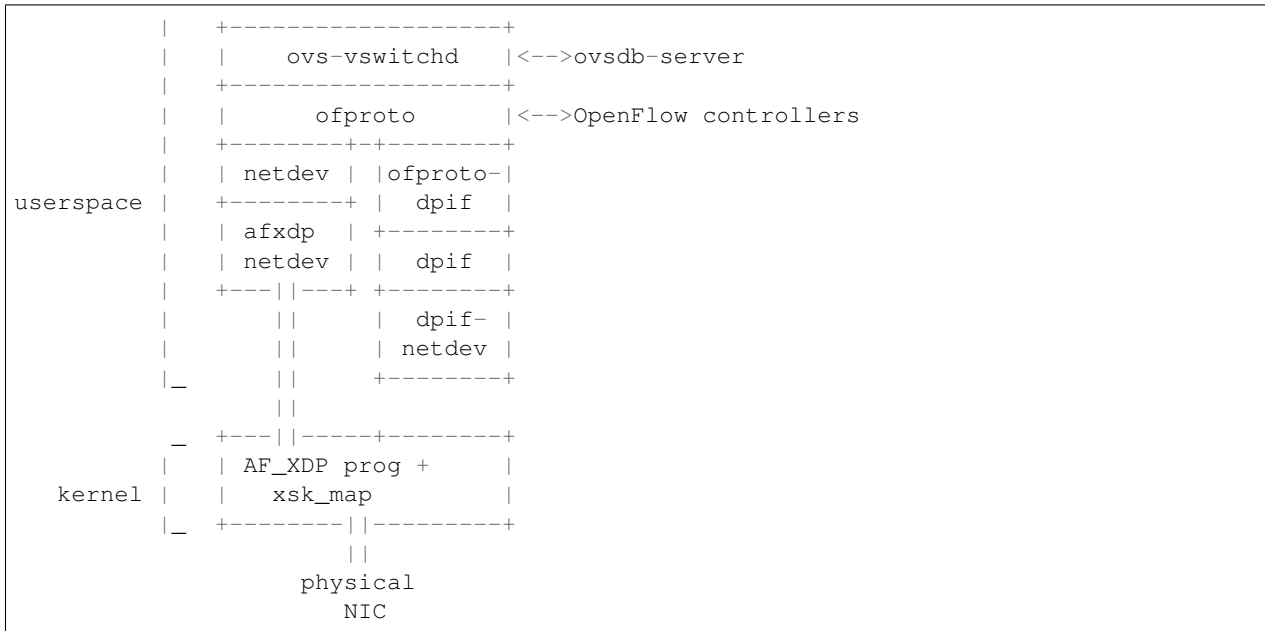 |   +-------------------+
            |   |    ovs-vswitchd   |<-->ovsdb-server
            |   +-------------------+
            |   |      ofproto      |<-->OpenFlow controllers
            |   +--------+-+--------+
            |   | netdev | |ofproto-|
userspace   |   +--------+ |  dpif  |
            |   | afxdp  | +--------+
            |   | netdev | |  dpif  |
            |   +---||---+ +--------+
            |       ||     |  dpif- |
            |       ||     | netdev |
            |_      ||     +--------+
                    ||
             _  +---||-----+--------+
            |   | AF_XDP prog +     |
   kernel   |   |   xsk_map         |
            |_  +--------||---------+
                         ||
                      physical
                         NIC